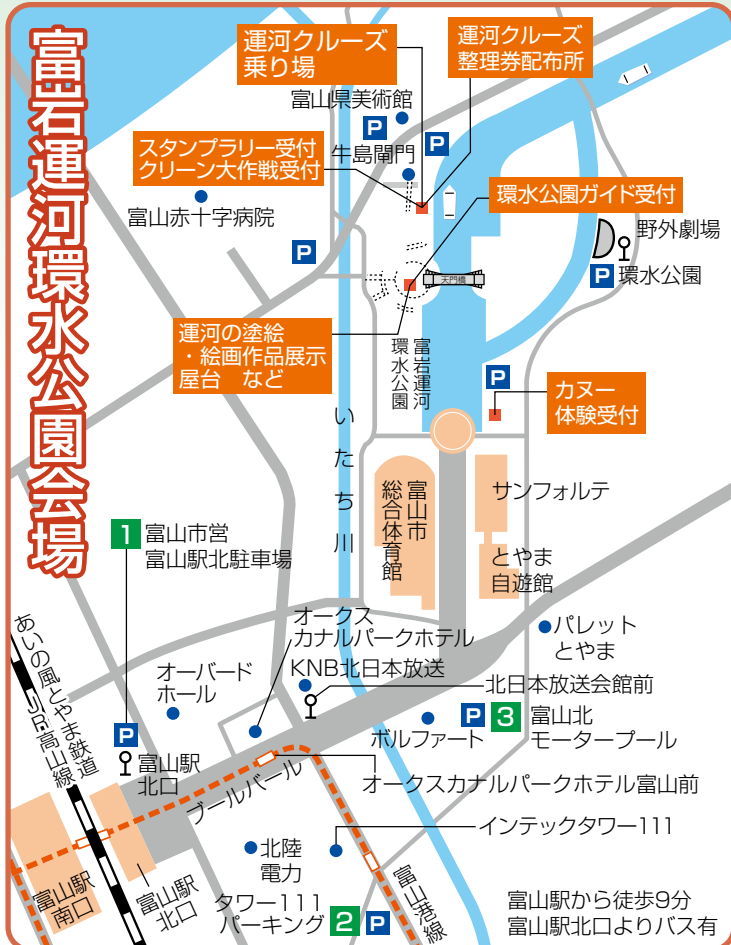 富岩運河環水公園会場
運河クルーズ
乗り場
運河クルーズ
整理券配布所
富山県美術館
P
P
スタンプラリー受付
クリーン大作戦受付
牛島閘門
環水公園ガイド受付
富山赤十字病院
野外劇場
P
P 環水公園
天門橋
運河の塗絵
・絵画作品展示
屋台 など
富岩運河
環水公園
P
カヌー
体験受付
いたち川
富山市
総合体育館
サンフォルテ
とやま
自遊館
1 富山市営
富山駅北駐車場
オークス
カナルパークホテル
パレット
とやま
あいの風とやま鉄道
JR高山線
オーバード
ホール
KNB北日本放送
北日本放送会館前
P
富山駅
北口
ボルファート
P 3 富山北
モータープール
ブールバール
オークスカナルパークホテル富山前
インテックタワー111
北陸
電力
富山駅
南口
富山駅
北口
タワー111
パーキング 2 P
富山港線
富山駅から徒歩9分
富山駅北口よりバス有